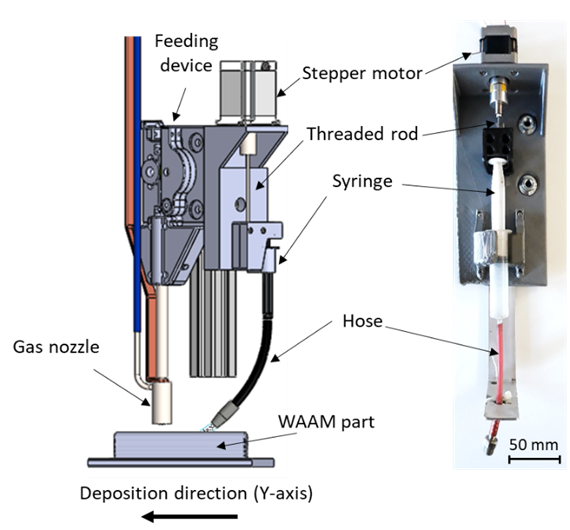 Feeding
device
Stepper motor
Threaded rod
Syringe
Hose
Gas nozzle
WAAM part
50 mm
Deposition direction (Y-axis)